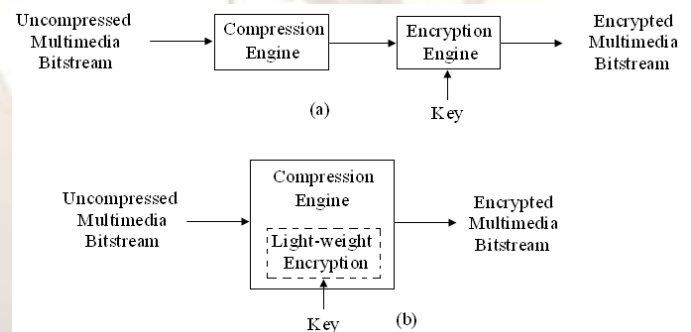 Uncompressed
Multimedia
Bitstream
Compression
Engine
Encryption
Engine
Encrypted
Multimedia
Bitstream
Key
(a)
Uncompressed
Multimedia
Bitstream
Compression
Engine
Light-weight
Encryption
Encrypted
Multimedia
Bitstream
Key
(b)